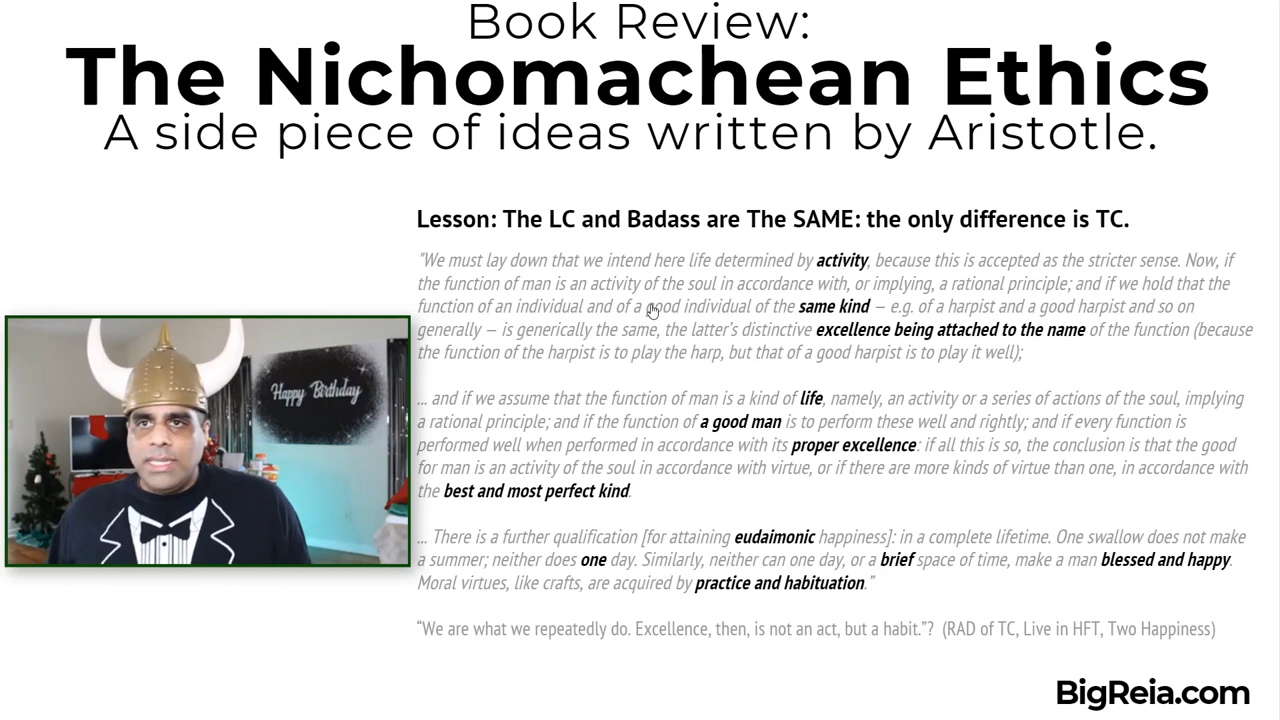 Book Review:
The Nichomachean Ethics
A side piece of ideas written by Aristotle.
Lesson: The LC and Badass are The SAME: the only difference is TC.
"We must lay down that we intend here life determined by activity, because this is accepted as the stricter sense. Now, if
the function of man is an activity of the soul in accordance with, or implying, a rational principle; and if we hold that the
function of an individual and of a good individual of the same kind – e.g. of a harpist and a good harpist and so on
generally – is generically the same, the latter's distinctive excellence being attached to the name of the function (because
the function of the harpist is to play the harp, but that of a good harpist is to play it well);
... and if we assume that the function of man is a kind of life, namely, an activity or a series of actions of the soul, implying
a rational principle; and if the function of a good man is to perform these well and rightly; and if every function is
performed well when performed in accordance with its proper excellence: if all this is so, the conclusion is that the good
for man is an activity of the soul in accordance with virtue, or if there are more kinds of virtue than one, in accordance with
the best and most perfect kind.
... There is a further qualification [for attaining eudaimonic happiness]: in a complete lifetime. One swallow does not make
a summer; neither does one day. Similarly, neither can one day, or a brief space of time, make a man blessed and happy.
Moral virtues, like crafts, are acquired by practice and habituation."
"We are what we repeatedly do. Excellence, then, is not an act, but a habit."? (RAD of TC, Live in HFT, Two Happiness)
Happy Birthday
BigReia.com